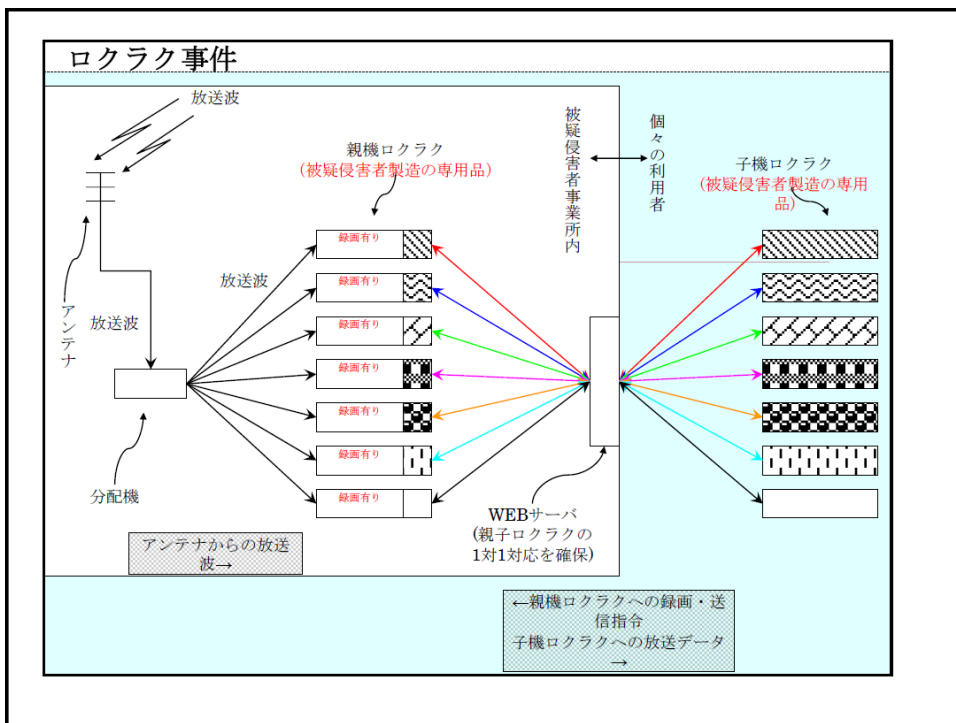 ロクラク事件
放送波
親機ロクラク
(被疑侵害者製造の専用品)
被疑侵害者事業所内
個々の利用者
子機ロクラク
(被疑侵害者製造の専用
品)
アンテナ
放送波
放送波
録画有り
録画有り
録画有り
録画有り
録画有り
録画有り
録画有り
分配機
WEBサーバ
(親子ロクラクの
1対1対応を確保)
アンテナからの放送
波→
←親機ロクラクへの録画・送
信指令
子機ロクラクへの放送データ
→